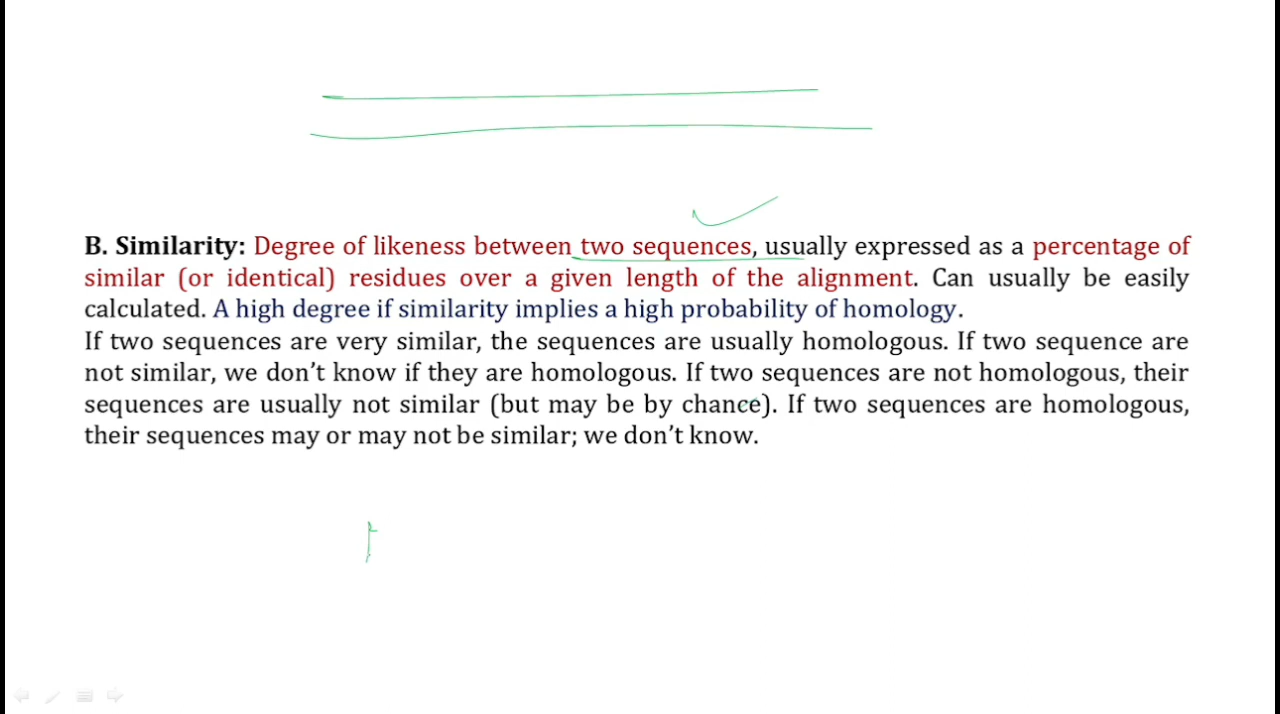 B. Similarity: Degree of likeness between two sequences, usually expressed as a percentage of
similar (or identical) residues over a given length of the alignment. Can usually be easily
calculated. A high degree if similarity implies a high probability of homology.
If two sequences are very similar, the sequences are usually homologous. If two sequence are
not similar, we don’t know if they are homologous. If two sequences are not homologous, their
sequences are usually not similar (but may be by chance). If two sequences are homologous,
their sequences may or may not be similar; we don’t know.